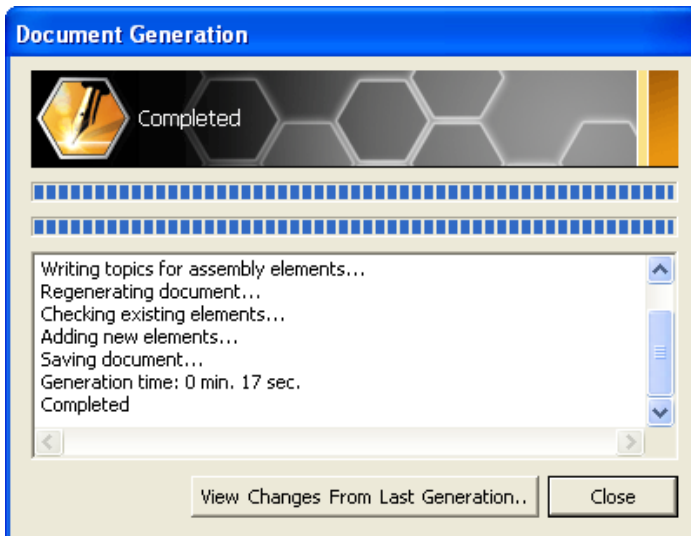 Document Generation
Completed
Writing topics for assembly elements...
Regenerating document...
Checking existing elements...
Adding new elements...
Saving document...
Generation time: 0 min. 17 sec.
Completed
View Changes From Last Generation..
Close